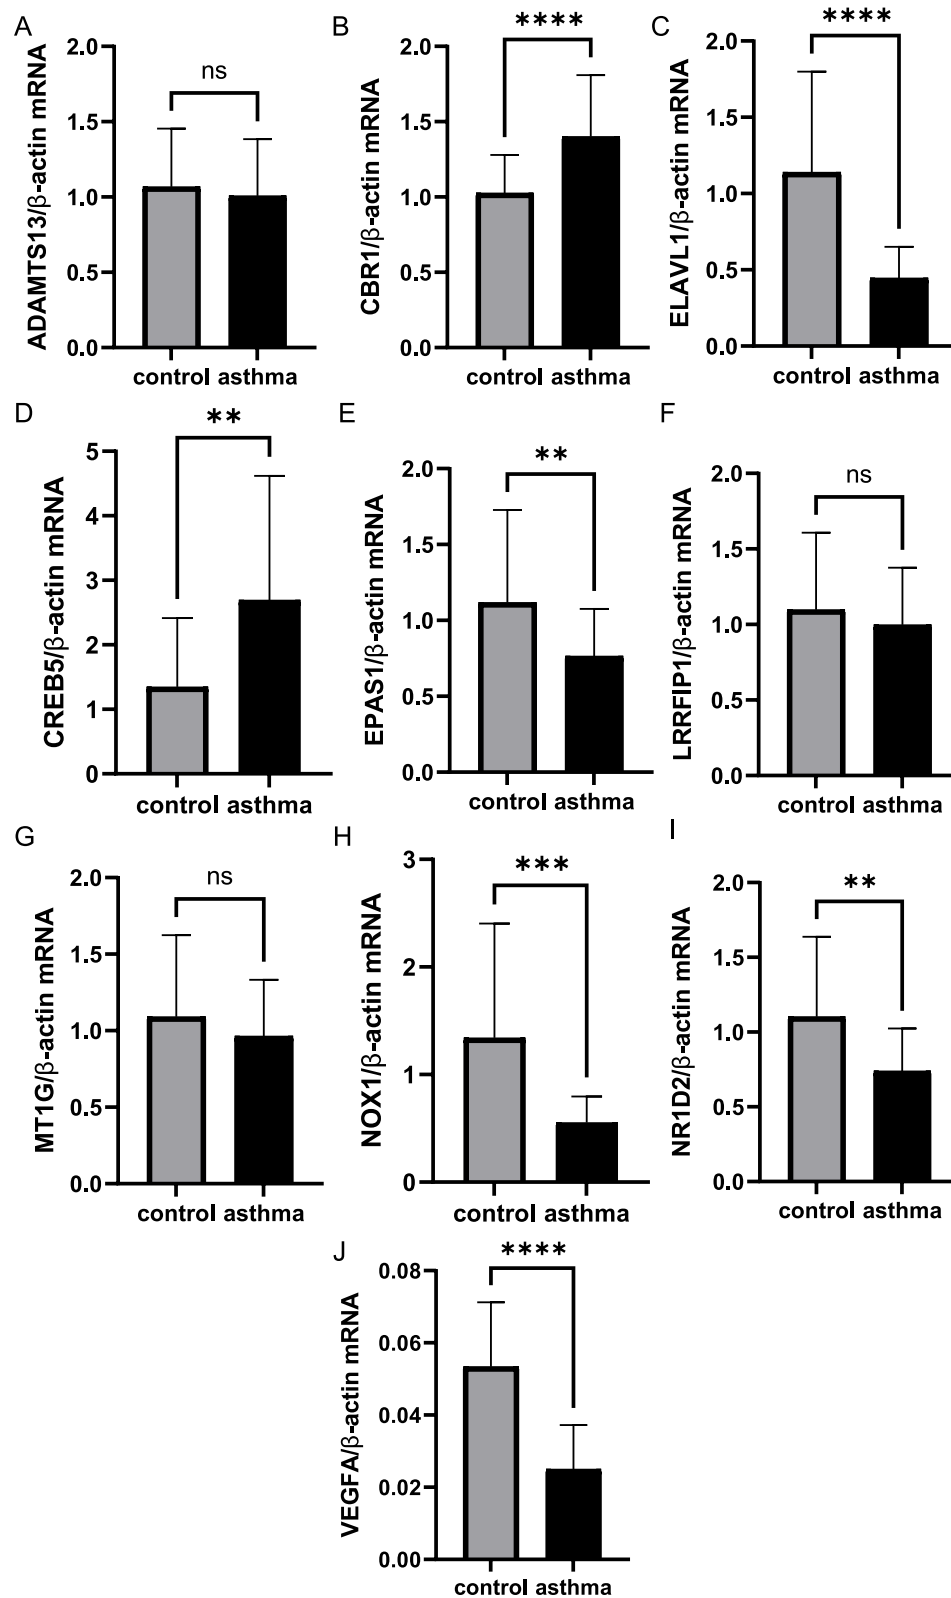 A
ADAMTS13/β-actin mRNA
2.0
1.5
1.0
0.5
0.0
ns
control asthma
B
CBR1/β-actin mRNA
2.0
1.5
1.0
0.5
0.0
****
control asthma
C
ELAVL1/β-actin mRNA
2.0
1.5
1.0
0.5
0.0
****
control asthma
D
CREB5/β-actin mRNA
5
4
3
2
1
0
**
control asthma
E
EPAS1/β-actin mRNA
2.0
1.5
1.0
0.5
0.0
**
control asthma
F
LRRFIP1/β-actin mRNA
2.0
1.5
1.0
0.5
0.0
ns
control asthma
G
MT1G/β-actin mRNA
2.0
1.5
1.0
0.5
0.0
ns
control asthma
H
NOX1/β-actin mRNA
3
2
1
0
***
control asthma
I
NR1D2/β-actin mRNA
2.0
1.5
1.0
0.5
0.0
**
control asthma
J
VEGFA/β-actin mRNA
0.08
0.06
0.04
0.02
0.00
****
control asthma